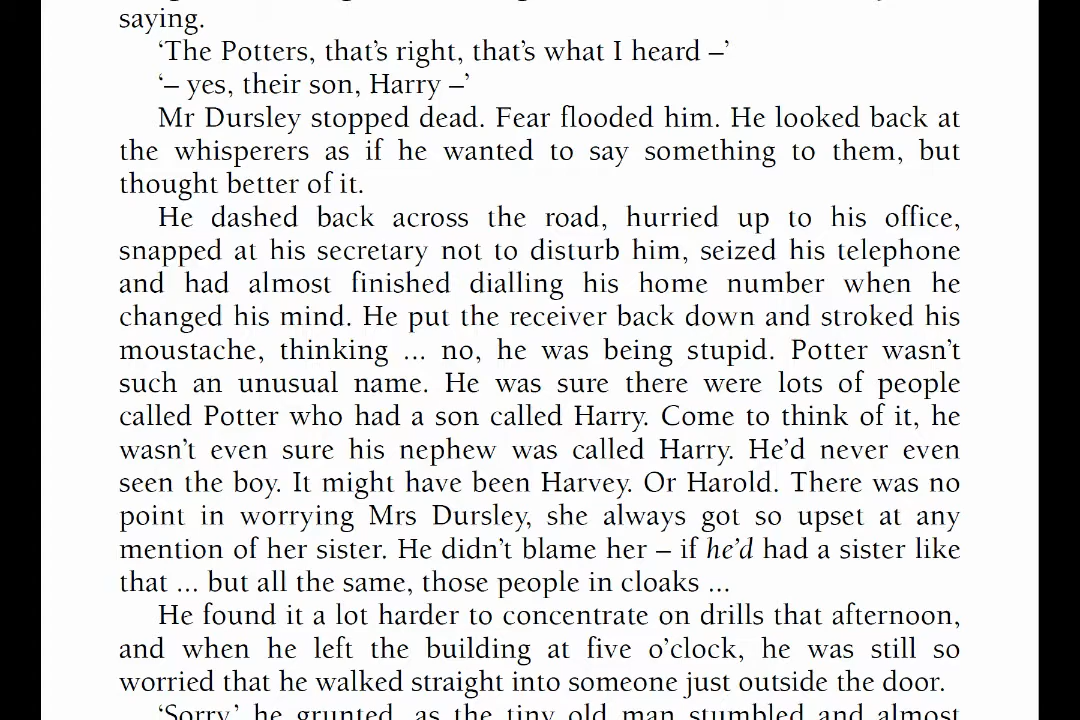 saying.
‘The Potters, that’s right, that’s what I heard –’
‘– yes, their son, Harry –’
Mr Dursley stopped dead. Fear flooded him. He looked back at
the whisperers as if he wanted to say something to them, but
thought better of it.
He dashed back across the road, hurried up to his office,
snapped at his secretary not to disturb him, seized his telephone
and had almost finished dialling his home number when he
changed his mind. He put the receiver back down and stroked his
moustache, thinking ... no, he was being stupid. Potter wasn’t
such an unusual name. He was sure there were lots of people
called Potter who had a son called Harry. Come to think of it, he
wasn’t even sure his nephew was called Harry. He’d never even
seen the boy. It might have been Harvey. Or Harold. There was no
point in worrying Mrs Dursley, she always got so upset at any
mention of her sister. He didn’t blame her – if he’d had a sister like
that ... but all the same, those people in cloaks ...
He found it a lot harder to concentrate on drills that afternoon,
and when he left the building at five o’clock, he was still so
worried that he walked straight into someone just outside the door.
‘Sorry,’ he grunted, as the tiny old man stumbled and almost